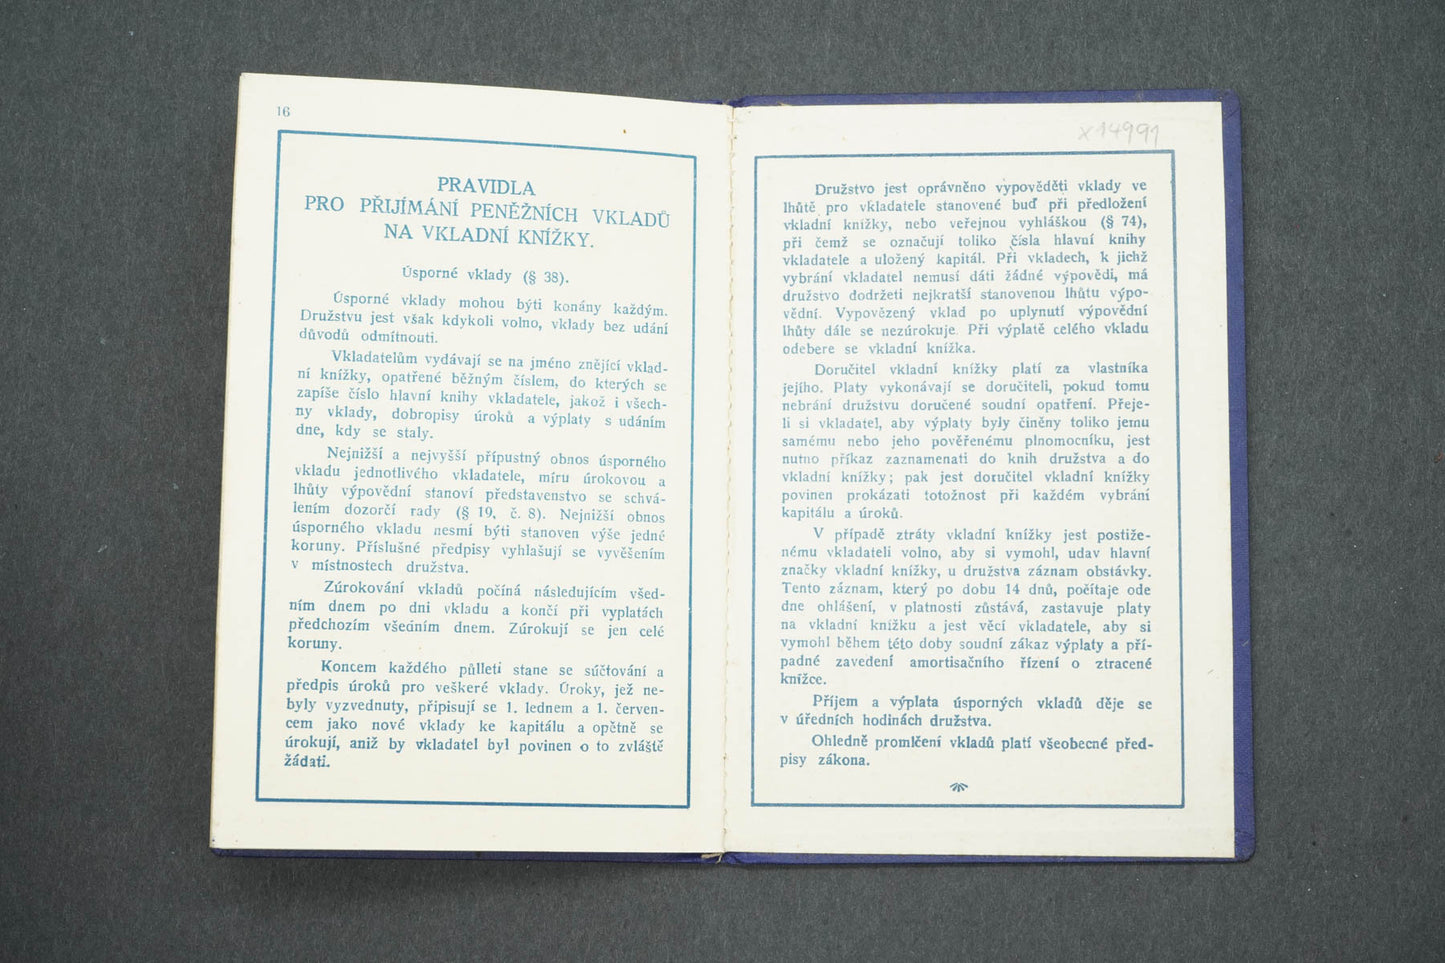 16
PRAVIDLA
PRO PŘIJÍMÁNÍ PENĚŽNÍCH VKLADŮ
NA VKLADNÍ KNÍŽKY.
Úsporné vklady (§ 38).
Úsporné vklady mohou býti konány každým.
Družstvu jest však kdykoli volno, vklady bez udání
důvodů odmítnouti.
Vkladatelům vydávají se na jméno znějící vklad-
ní knížky, opatřené běžným číslem, do kterých se
zapíše číslo hlavní knihy vkladatele, jakož i všech-
ny vklady, dobropisy úroků a výplaty s udáním
dne, kdy se staly.
Nejnižší a nejvyšší přípustný obnos úsporného
vkladu jednotlivého vkladatele, míru úrokovou a
lhůty výpovědní stanoví představenstvo se schvá-
lením dozorčí rady (§ 19, č. 8). Nejnižší obnos
úsporného vkladu nesmí býti stanoven výše jedné
koruny. Příslušné předpisy vyhlašují se vyvěšením
v místnostech družstva.
Zúrokování vkladů počíná následujícím všed-
ním dnem po dni vkladu a končí při vyplatách
předchozím všedním dnem. Zúrokují se jen celé
koruny.
Koncem každého půlleti stane se súčtování a
předpis úroků pro veškeré vklady. Úroky, jež ne-
byly vyzvednuty, připisují se 1. lednem a 1. červen-
cem jako nové vklady ke kapitálu a opětně se
úrokují, aniž by vkladatel byl povinen o to zvláště
žádati.
x14991
Družstvo jest oprávněno vypověděti vklady ve
lhůtě pro vkladatele stanovené buď při předložení
vkladní knížky, nebo veřejnou vyhláškou (§ 74),
při čemž se označují toliko čísla hlavní knihy
vkladatele a uložený kapitál. Při vkladech, k jichž
vybrání vkladatel nemusí dáti žádné výpovědi, má
družstvo dodržeti nejkratší stanovenou lhůtu výpo-
vědní. Vypovězený vklad po uplynutí výpovědní
lhůty dále se nezúrokuje. Při výplatě celého vkladu
odebere se vkladní knížka.
Doručitel vkladní knížky platí za vlastníka
jejího. Platy vykonávají se doručiteli, pokud tomu
nebrání družstvu doručené soudní opatření. Přeje-
li si vkladatel, aby výplaty byly činěny toliko jemu
samému nebo jeho pověřenému plnomocníku, jest
nutno příkaz zaznamenati do knih družstva a do
vkladní knížky; pak jest doručitel vkladní knížky
povinen prokázati totožnost při každém vybrání
kapitálu a úroků.
V případě ztráty vkladní knížky jest postiže-
nému vkladateli volno, aby si vymohl, udav hlavní
značky vkladní knížky, u družstva záznam obstávky.
Tento záznam, který po dobu 14 dnů, počítaje ode
dne ohlášení, v platnosti zůstává, zastavuje platy
na vkladní knížku a jest věcí vkladatele, aby si
vymohl během této doby soudní zákaz výplaty a pří-
padné zavedení amortisačního řízení o ztracené
knížce.
Příjem a výplata úsporných vkladů děje se
v úředních hodinách družstva.
Ohledně promlčení vkladů platí všeobecné před-
pisy zákona.